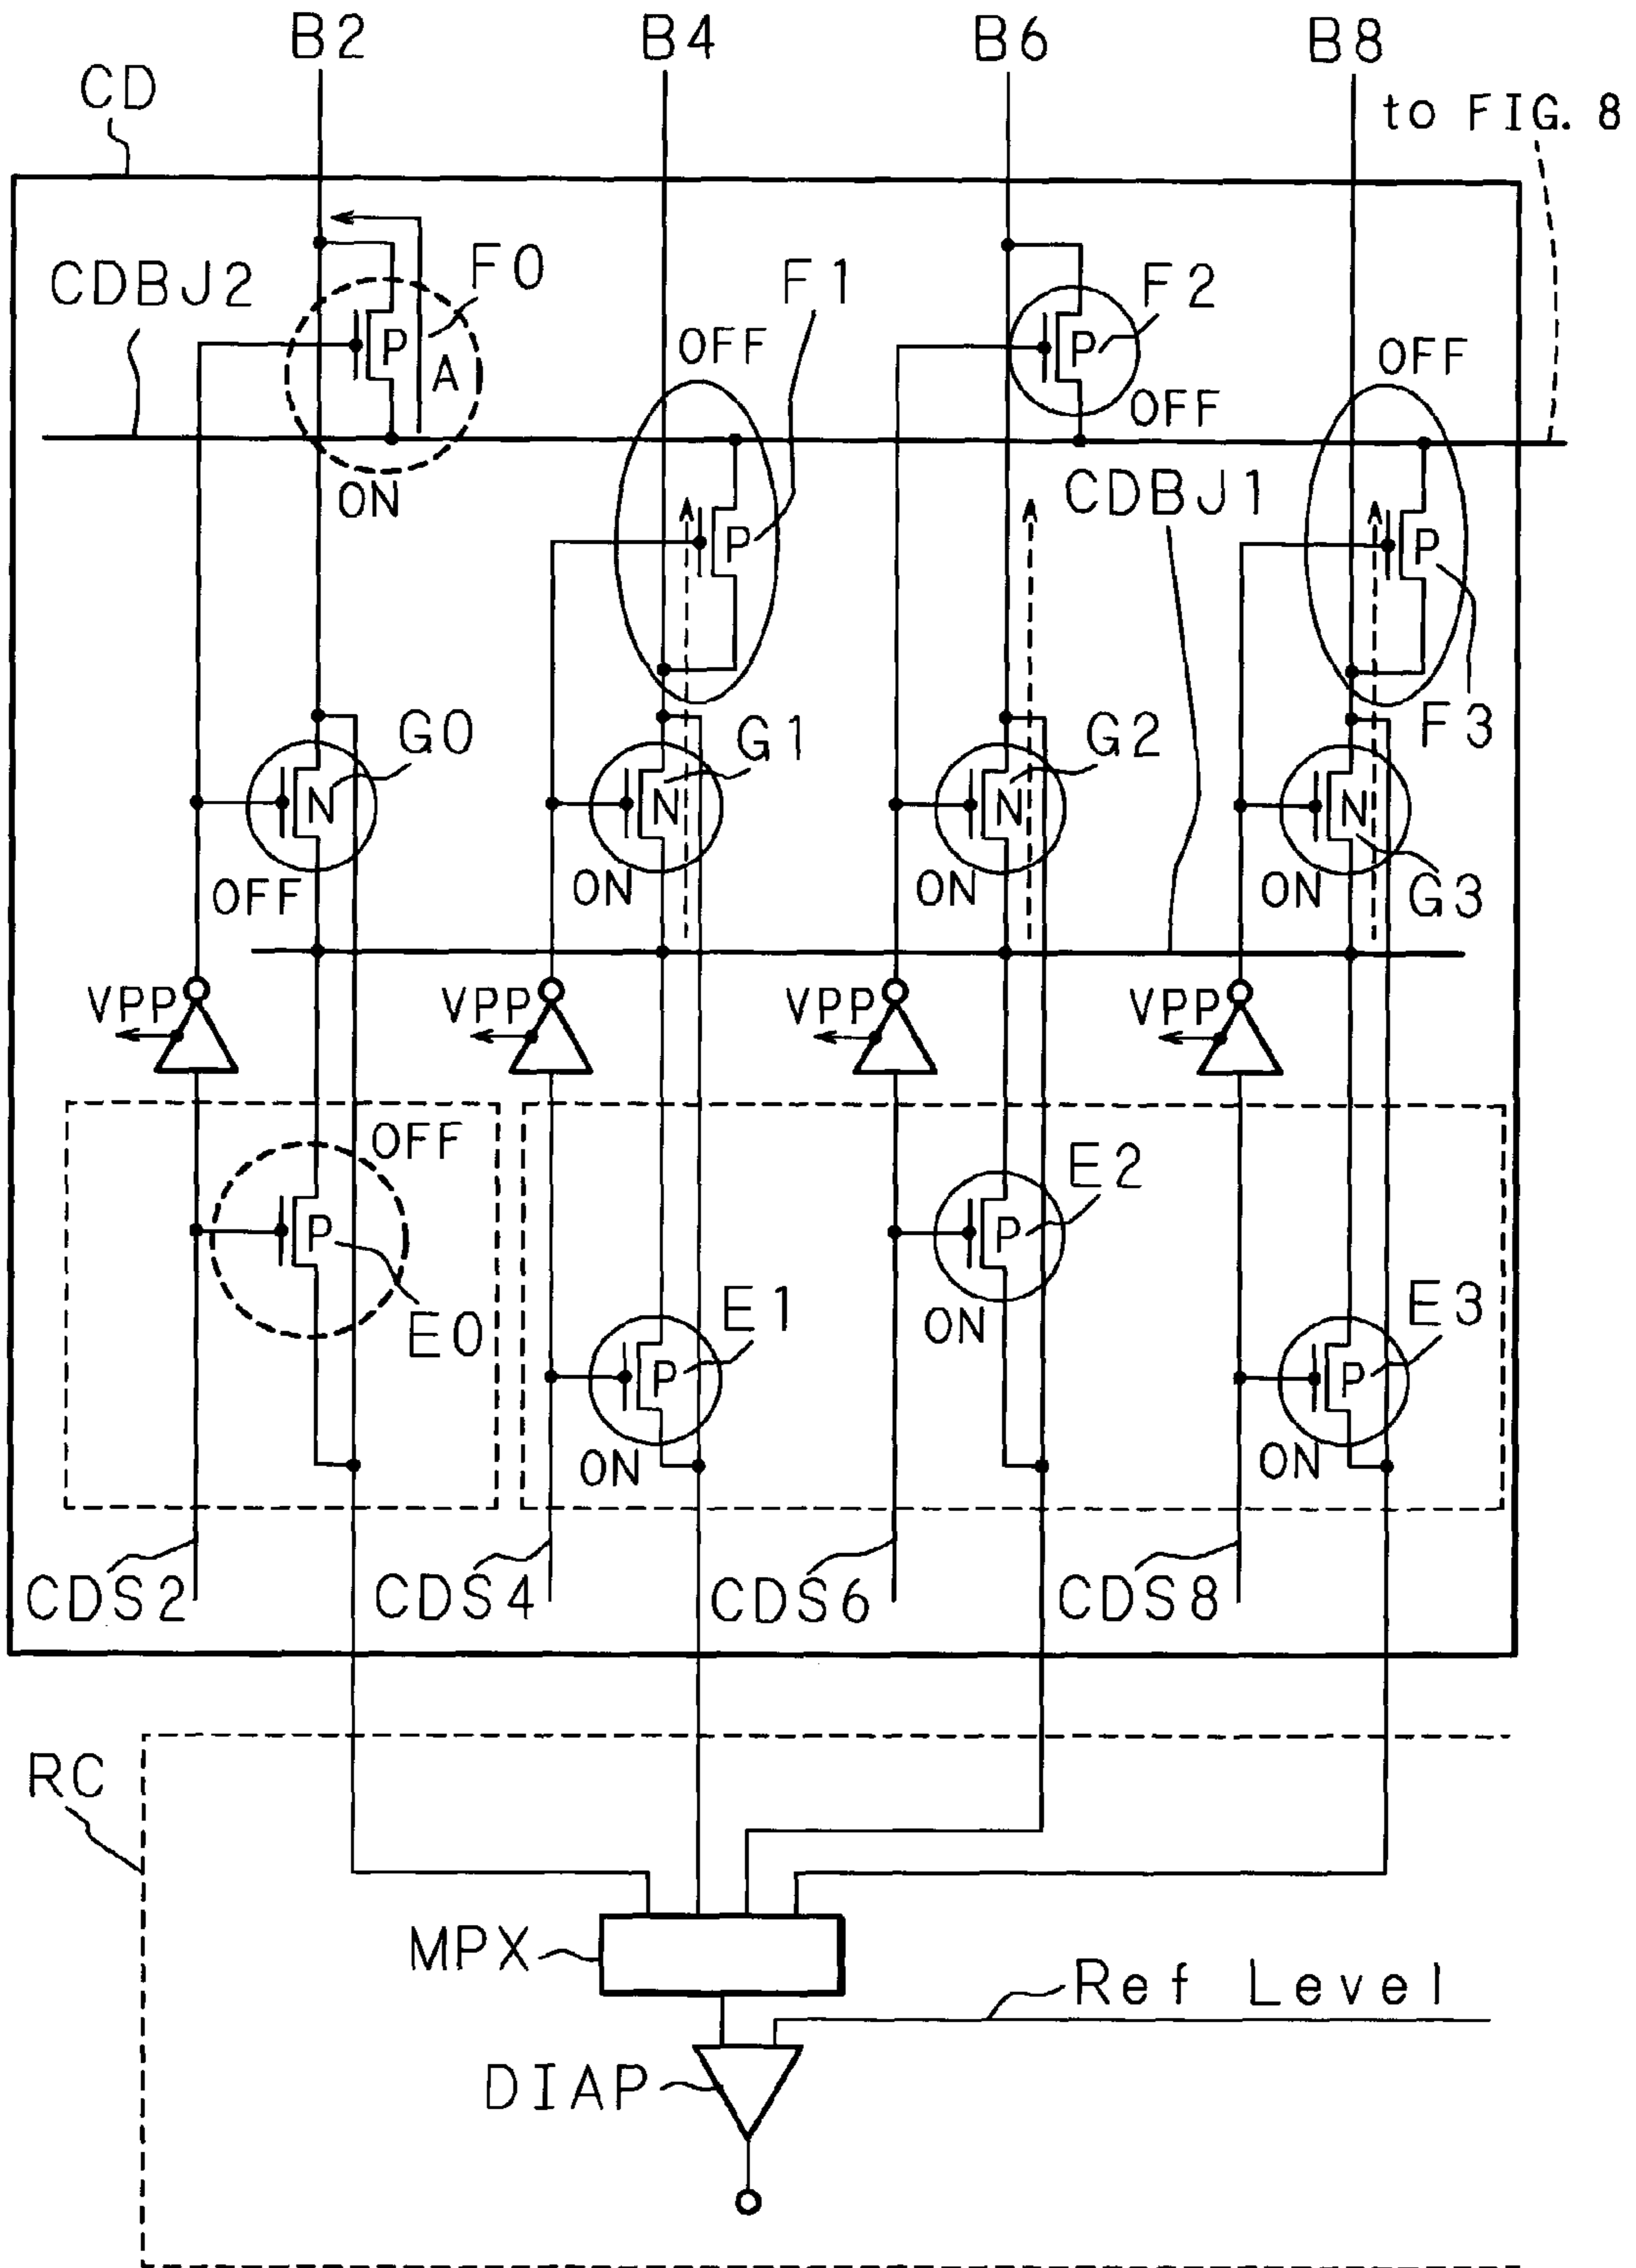 B2 B4 B6 B8
CD
to FIG. 8
CDBJ2
F0
F1
F2
P
A
OFF
P
OFF
OFF
ON
CDBJ1
P
P
F3
G0
G1
G2
N
N
N
N
G3
OFF
ON
ON
ON
VPP
VPP
VPP
VPP
OFF
E2
P
P
E0
E1
ON
E3
P
P
ON
ON
CDS2
CDS4
CDS6
CDS8
RC
MPX
Ref Level
DIAP